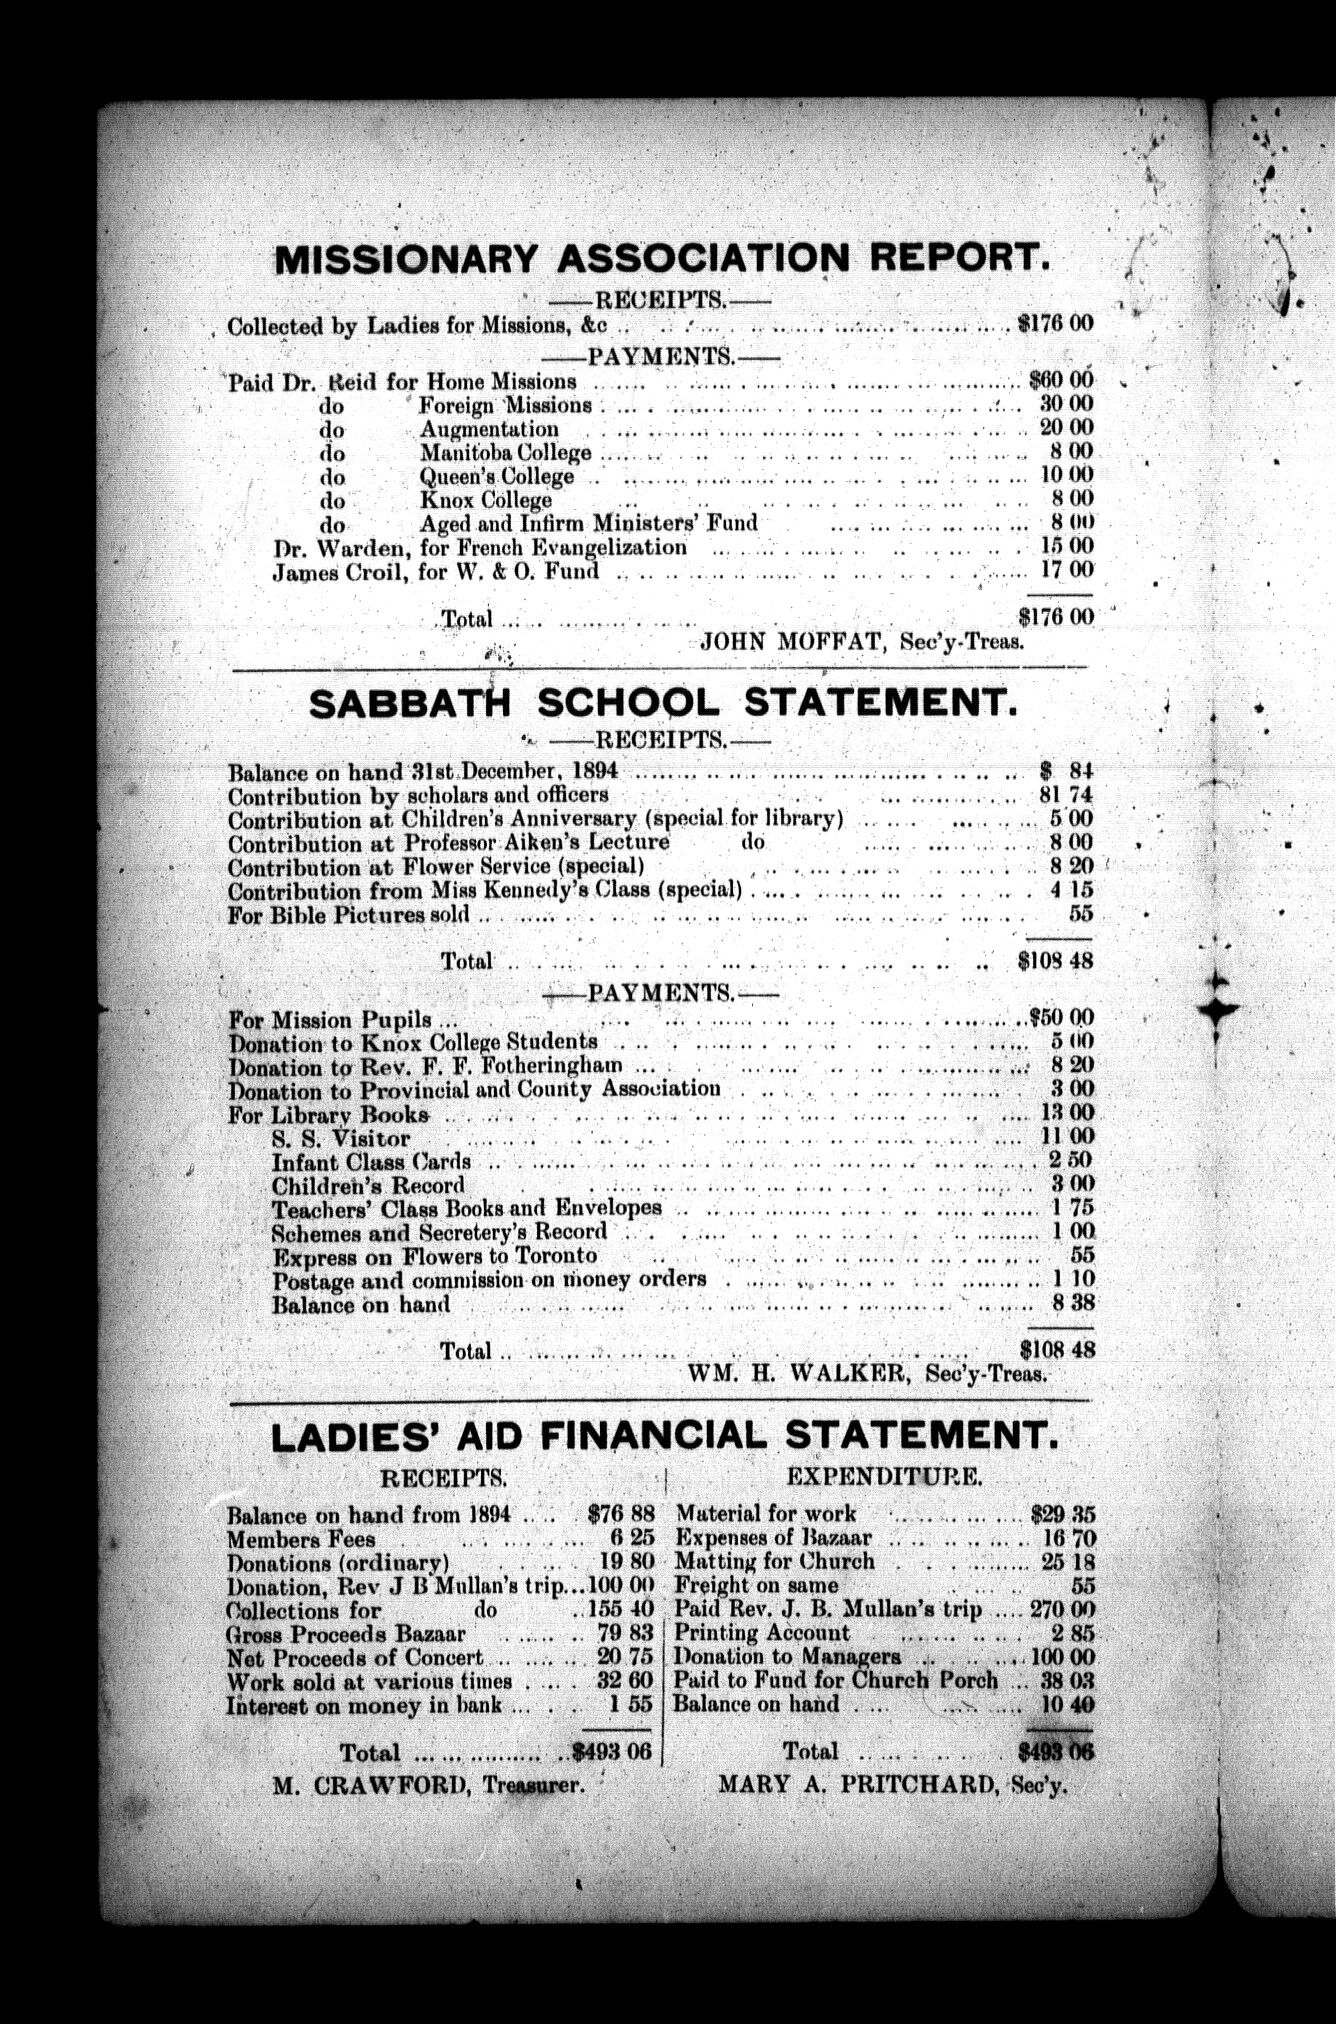 MISSIONARY ASSOCIATION REPORT.
——RECEIPTS.——
Collected by Ladies for Missions, &c .. $176 00
——PAYMENTS.——
Paid Dr. Reid for Home Missions ...... $60 00
do Foreign Missions .... 30 00
do Augmentation .... 20 00
do Manitoba College .... 8 00
do Queen's College .. 10 00
do Knox College .. 8 00
do Aged and Infirm Ministers' Fund .... 8 00
Dr. Warden, for French Evangelization .... 15 00
James Croil, for W. & O. Fund .... 17 00
Total .... $176 00
JOHN MOFFAT, Sec'y-Treas.
SABBATH SCHOOL STATEMENT.
——RECEIPTS.——
Balance on hand 31st December, 1894 .... $ 84
Contribution by scholars and officers .... 81 74
Contribution at Children's Anniversary (special for library) .... 5 00
Contribution at Professor Aiken's Lecture do .... 8 00
Contribution at Flower Service (special) .... 8 20
Contribution from Miss Kennedy's Class (special) .... 4 15
For Bible Pictures sold .... 55
Total .... $108 48
——PAYMENTS.——
For Mission Pupils ... $50 00
Donation to Knox College Students .... 5 00
Donation to Rev. F. F. Fotheringham .... 8 20
Donation to Provincial and County Association .... 3 00
For Library Books .... 13 00
S. S. Visitor .... 11 00
Infant Class Cards .... 2 50
Children's Record .... 3 00
Teachers' Class Books and Envelopes .... 1 75
Schemes and Secretery's Record .... 1 00
Express on Flowers to Toronto .... 55
Postage and commission on money orders .... 1 10
Balance on hand .... 8 38
Total .... $108 48
WM. H. WALKER, Sec'y-Treas.
LADIES' AID FINANCIAL STATEMENT.
RECEIPTS.
Balance on hand from 1894 .... $76 88
Members Fees .... 6 25
Donations (ordinary) .... 19 80
Donation, Rev J B Mullan's trip...100 00
Collections for do ..155 40
Gross Proceeds Bazaar .... 79 83
Net Proceeds of Concert .... 20 75
Work sold at various times .... 32 60
Interest on money in bank .... 1 55
Total .... $493 06
M. CRAWFORD, Treasurer.
EXPENDITURE.
Material for work .... $29 35
Expenses of Bazaar .... 16 70
Matting for Church .... 25 18
Freight on same .... 55
Paid Rev. J. B. Mullan's trip .... 270 00
Printing Account .... 2 85
Donation to Managers .... 100 00
Paid to Fund for Church Porch ... 38 03
Balance on hand .... 10 40
Total .... $493 06
MARY A. PRITCHARD, Sec'y.